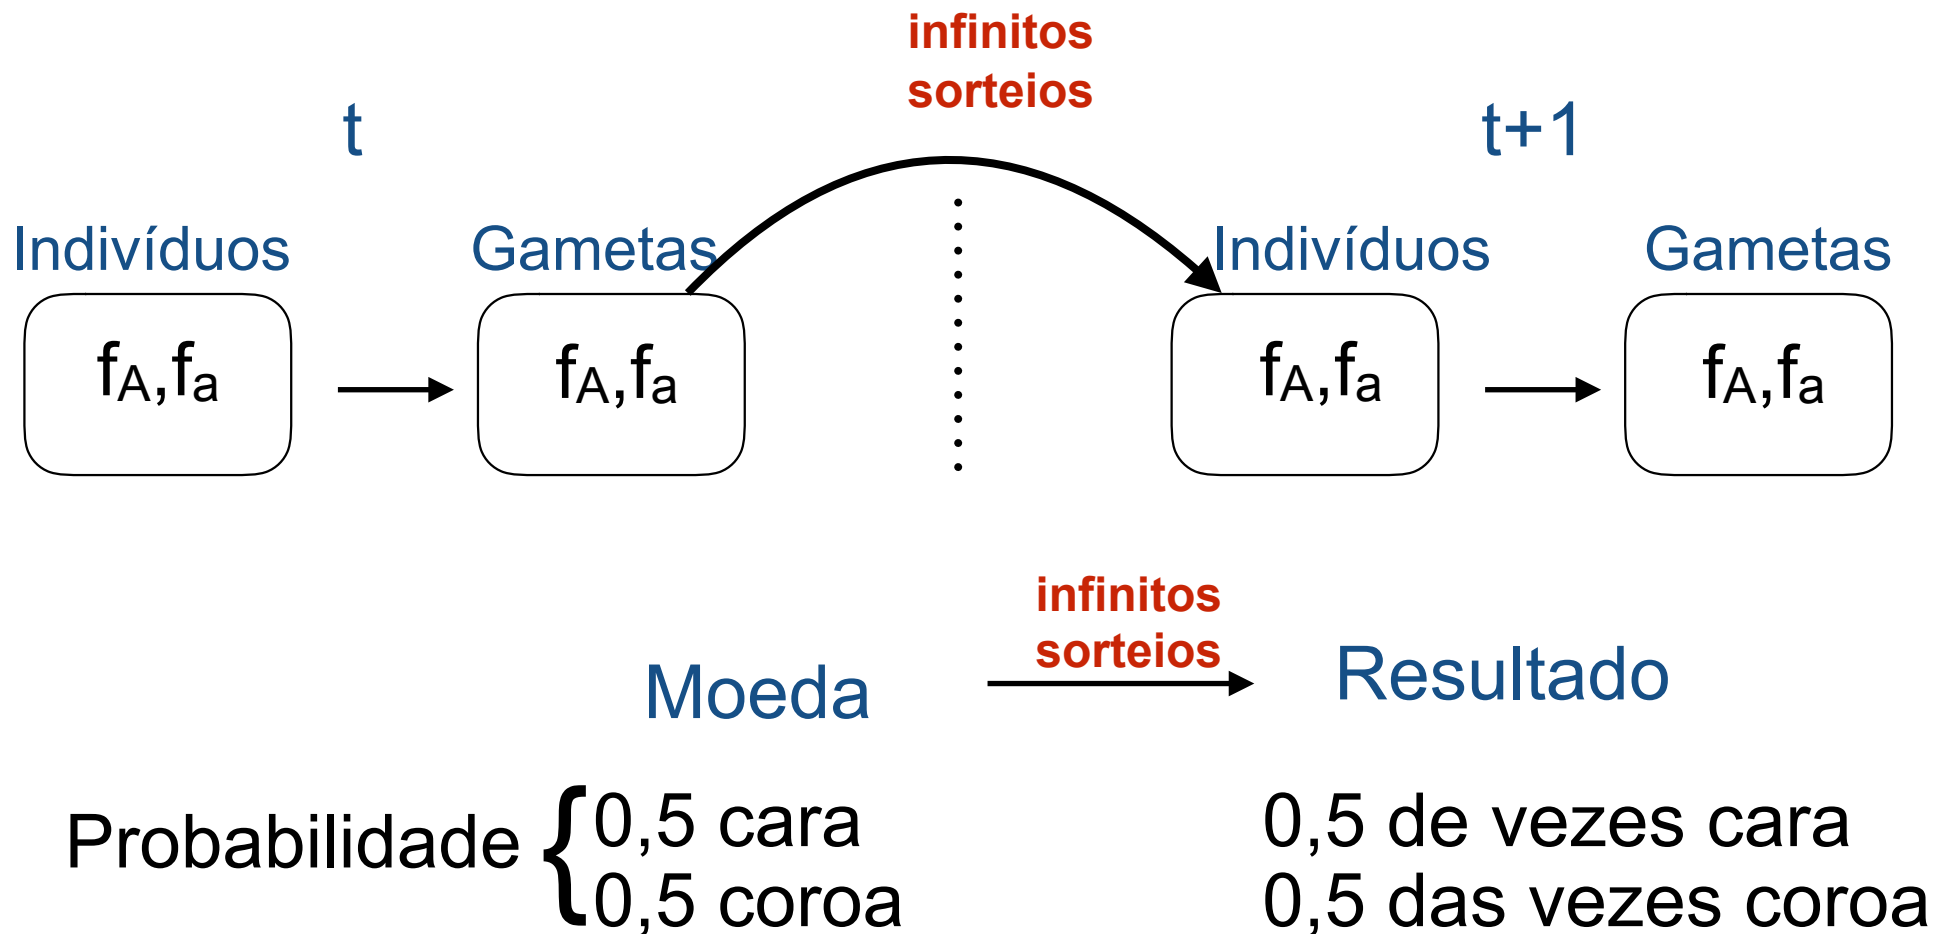 infinitos
sorteios
t
t+1
Indivíduos
Gametas
Indivíduos
Gametas
fA,fa
fA,fa
fA,fa
fA,fa
infinitos
sorteios
Moeda
Resultado
Probabilidade {
0,5 cara
0,5 coroa
0,5 de vezes cara
0,5 das vezes coroa